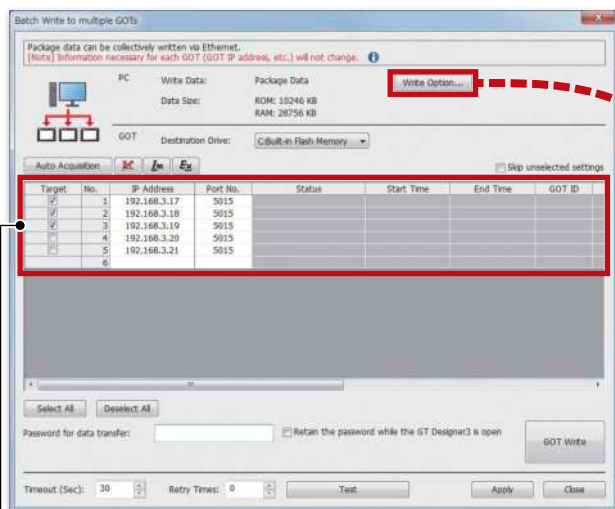 Batch Write to multiple GOTs
Package data can be collectively written via Ethernet.
[Note] Information necessary for each GOT (GOT IP address, etc.) will not change.
PC Write Data: Package Data Write Option...
Data Size: ROM: 10246 KB
RAM: 28756 KB
GOT Destination Drive: C:Built-in Flash Memory
Auto Acquisition Im Ex Skip unselected settings
Target No. IP Address Port No. Status Start Time End Time GOT ID
1 192.168.3.17 5015
2 192.168.3.18 5015
3 192.168.3.19 5015
4 192.168.3.20 5015
5 192.168.3.21 5015
6
Select All Deselect All
Password for data transfer: Retain the password while the GT Designer3 is open
GOT Write
Timeout (Sec): 30 Retry Times: 0 Test Apply Close